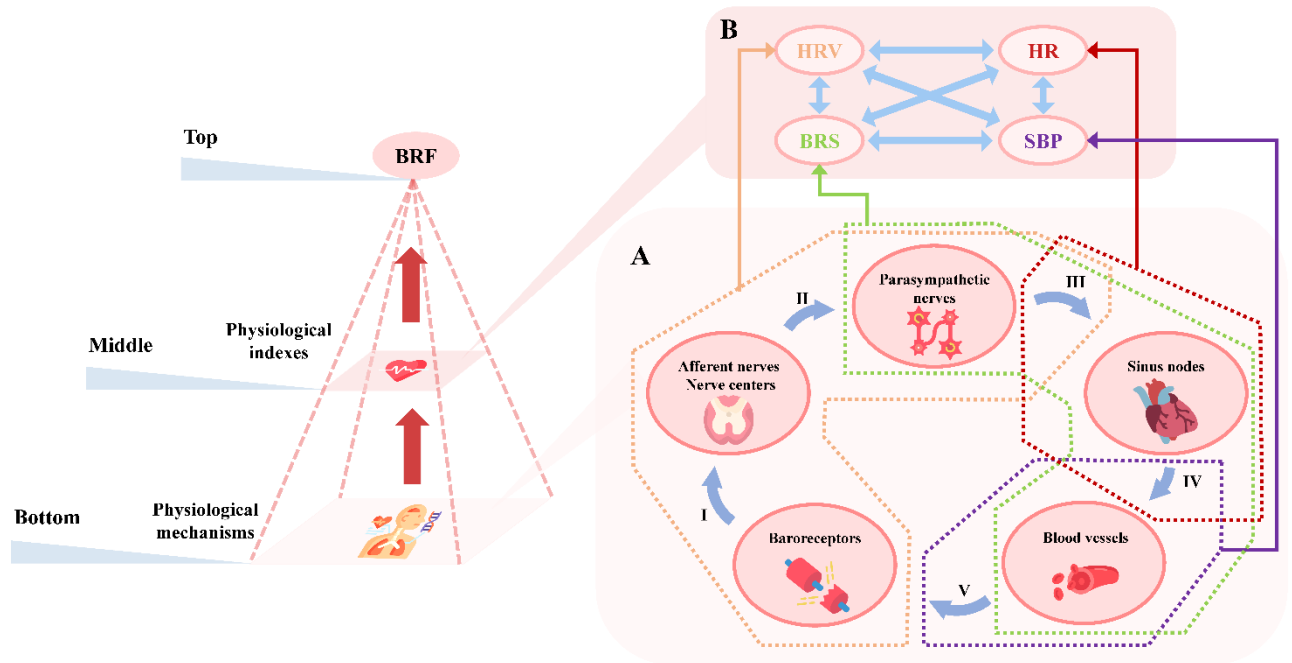 Top
BRF
Middle
Physiological
indexes
Bottom
Physiological
mechanisms
B
HRV
HR
BRS
SBP
A
Parasympathetic
nerves
II
III
Afferent nerves
Nerve centers
Sinus nodes
I
IV
Baroreceptors
Blood vessels
V